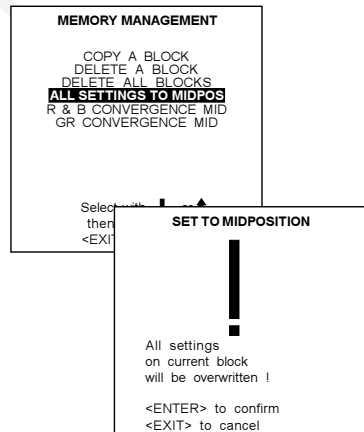 MEMORY MANAGEMENT
COPY A BLOCK
DELETE A BLOCK
DELETE ALL BLOCKS
ALL SETTINGS TO MIDPOS
R & B CONVERGENCE MID
GR CONVERGENCE MID
Select with or
then
<EXIT
SET TO MIDPOSITION
!
All settings
on current block
will be overwritten !
<ENTER> to confirm
<EXIT> to cancel